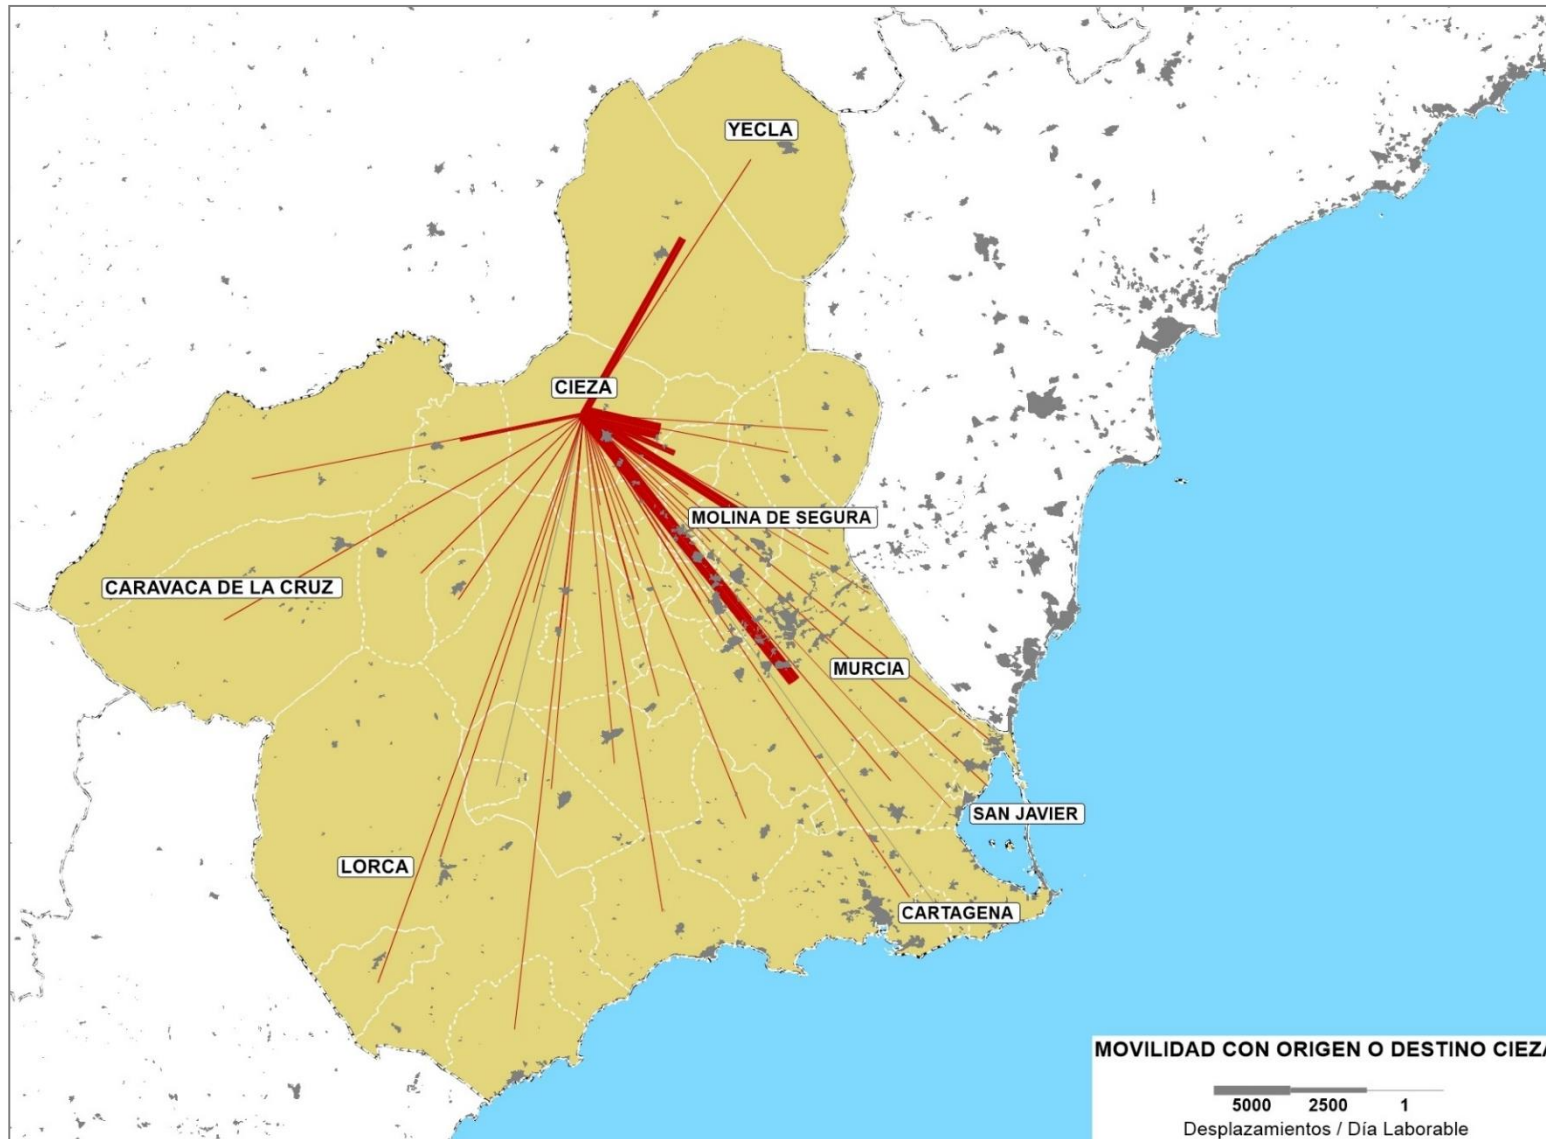 YECLA
CIEZA
MOLINA DE SEGURA
CARAVACA DE LA CRUZ
MURCIA
SAN JAVIER
LORCA
CARTAGENA
MOVILIDAD CON ORIGEN O DESTINO CIEZA
5000 2500 1
Desplazamientos / Día Laborable